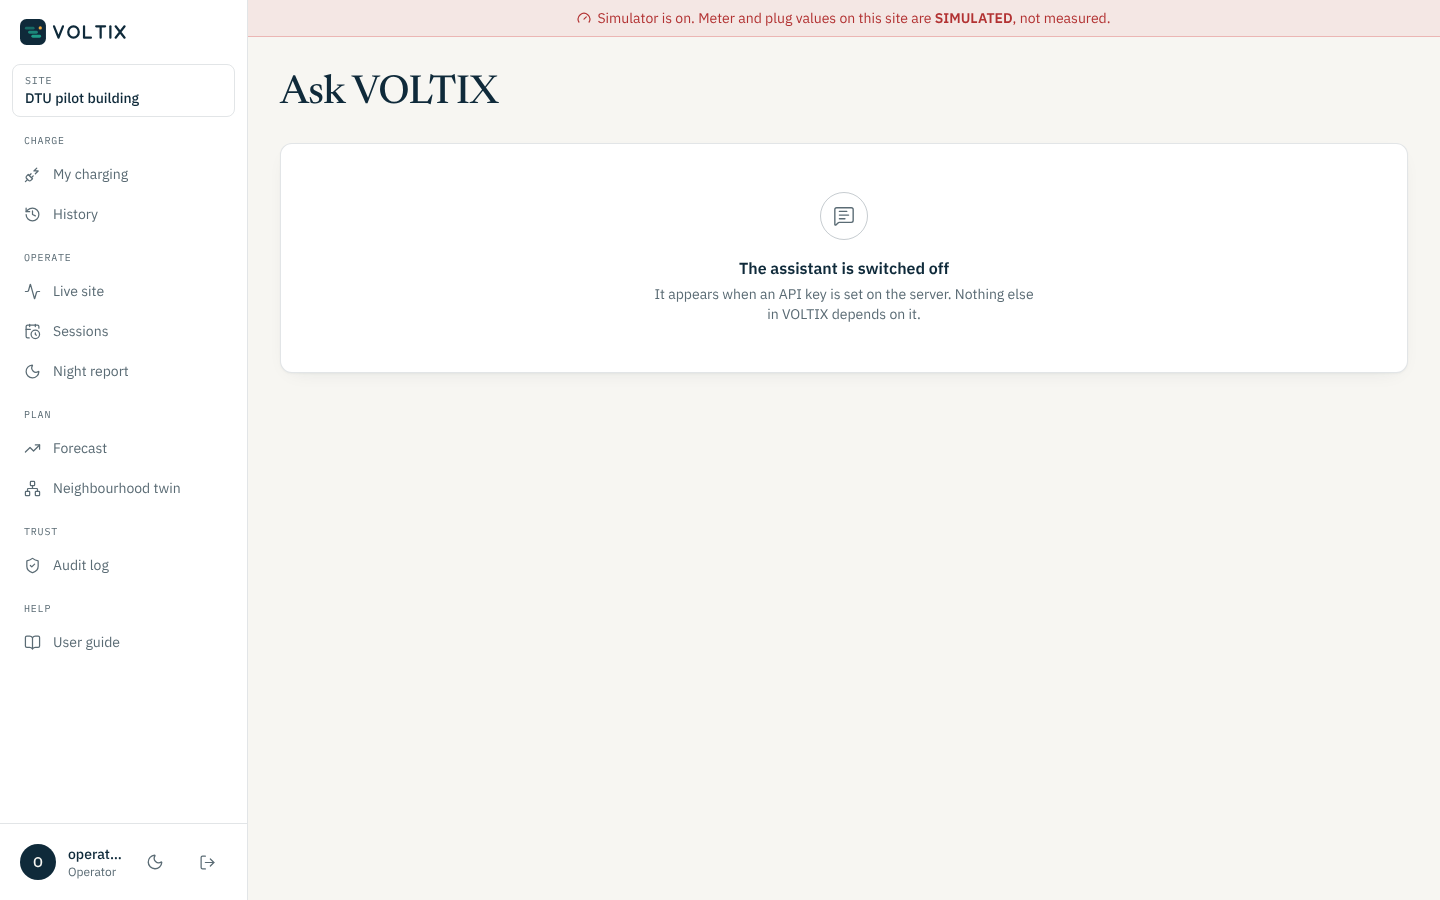 VOLTIX
SITE
DTU pilot building
CHARGE
My charging
History
OPERATE
Live site
Sessions
Night report
PLAN
Forecast
Neighbourhood twin
TRUST
Audit log
HELP
User guide
O
operat...
Operator
Simulator is on. Meter and plug values on this site are SIMULATED, not measured.
Ask VOLTIX
The assistant is switched off
It appears when an API key is set on the server. Nothing else
in VOLTIX depends on it.